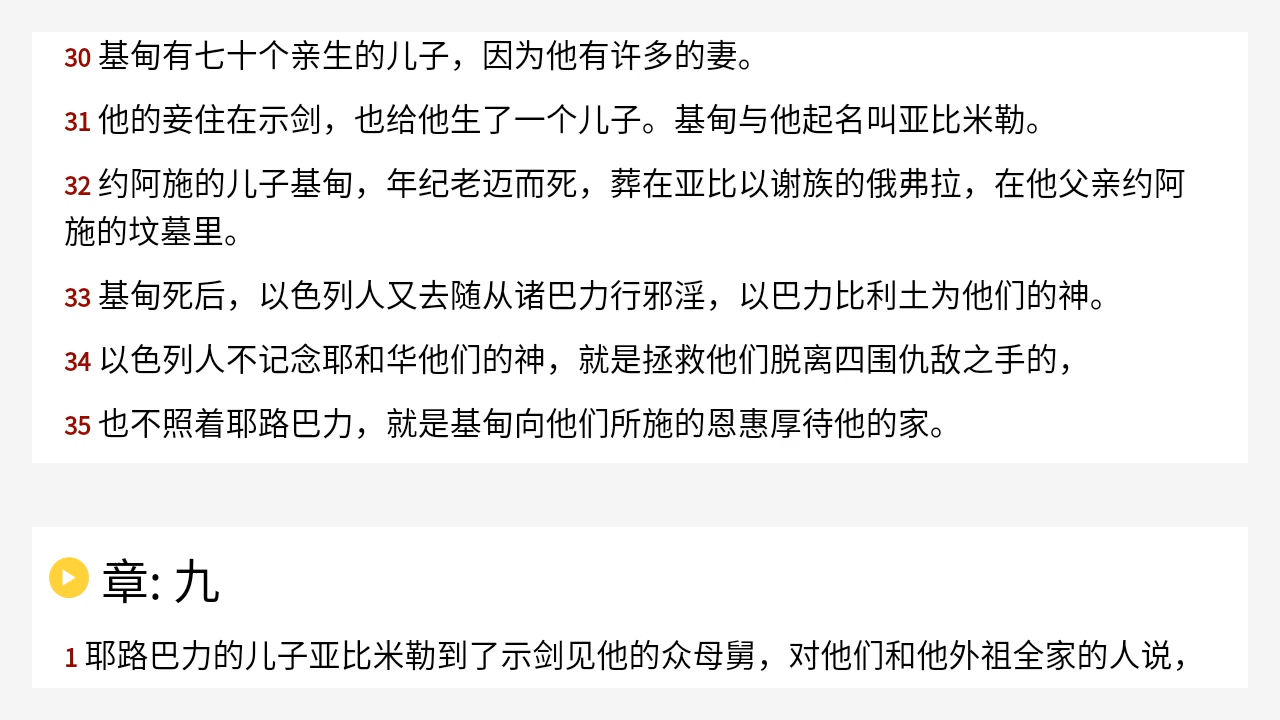 30 基甸有七十个亲生的儿子，因为他有许多的妻。
31 他的妾住在示剑，也给他生了一个儿子。基甸与他起名叫亚比米勒。
32 约阿施的儿子基甸，年纪老迈而死，葬在亚比以谢族的俄弗拉，在他父亲约阿
施的坟墓里。
33 基甸死后，以色列人又去随从诸巴力行邪淫，以巴力比利土为他们的神。
34 以色列人不记念耶和华他们的神，就是拯救他们脱离四围仇敌之手的，
35 也不照着耶路巴力，就是基甸向他们所施的恩惠厚待他的家。
章: 九
1 耶路巴力的儿子亚比米勒到了示剑见他的众母舅，对他们和他外祖全家的人说，